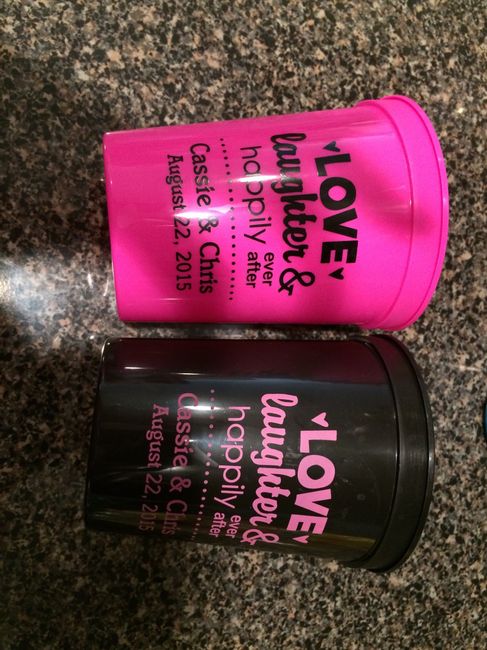 LOVE
laughter &
happily ever after
Cassie & Chris
August 22, 2015
LOVE
laughter &
happily ever after
Cassie & Chris
August 22, 2015